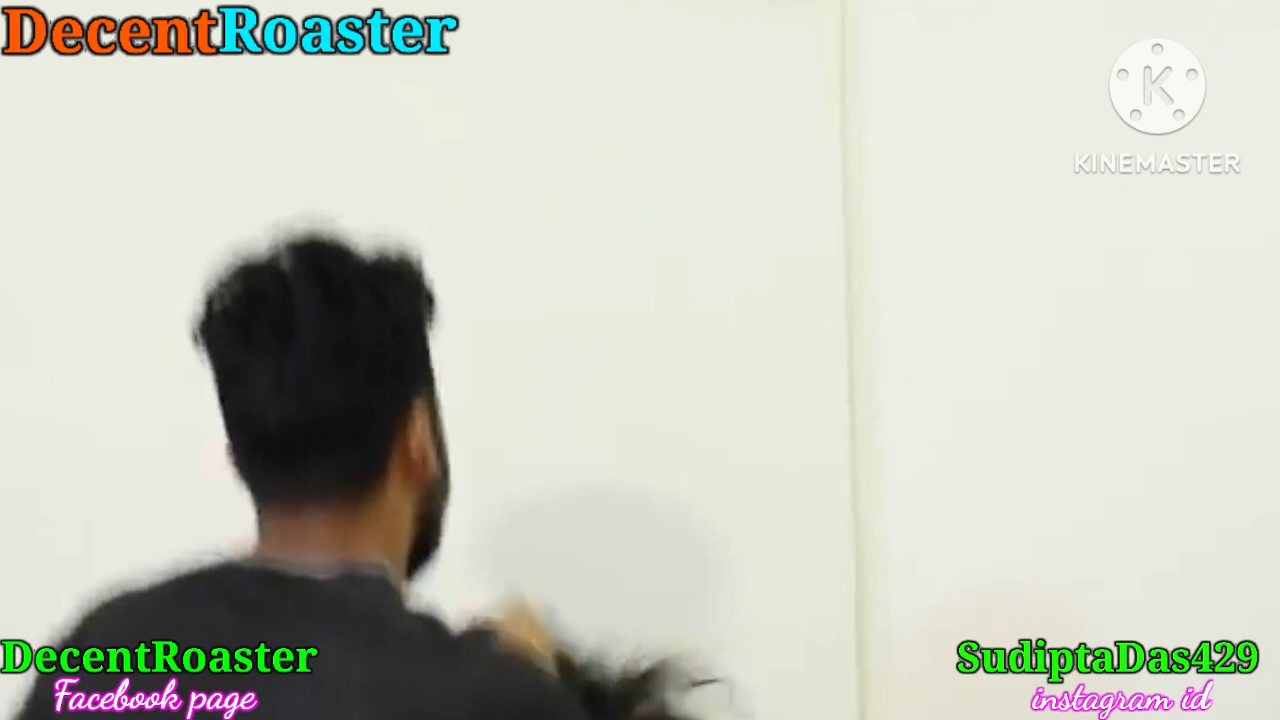 DecentRoaster
K
KINEMASTER
DecentRoaster
Facebook page
SudiptaDas429
instagram id